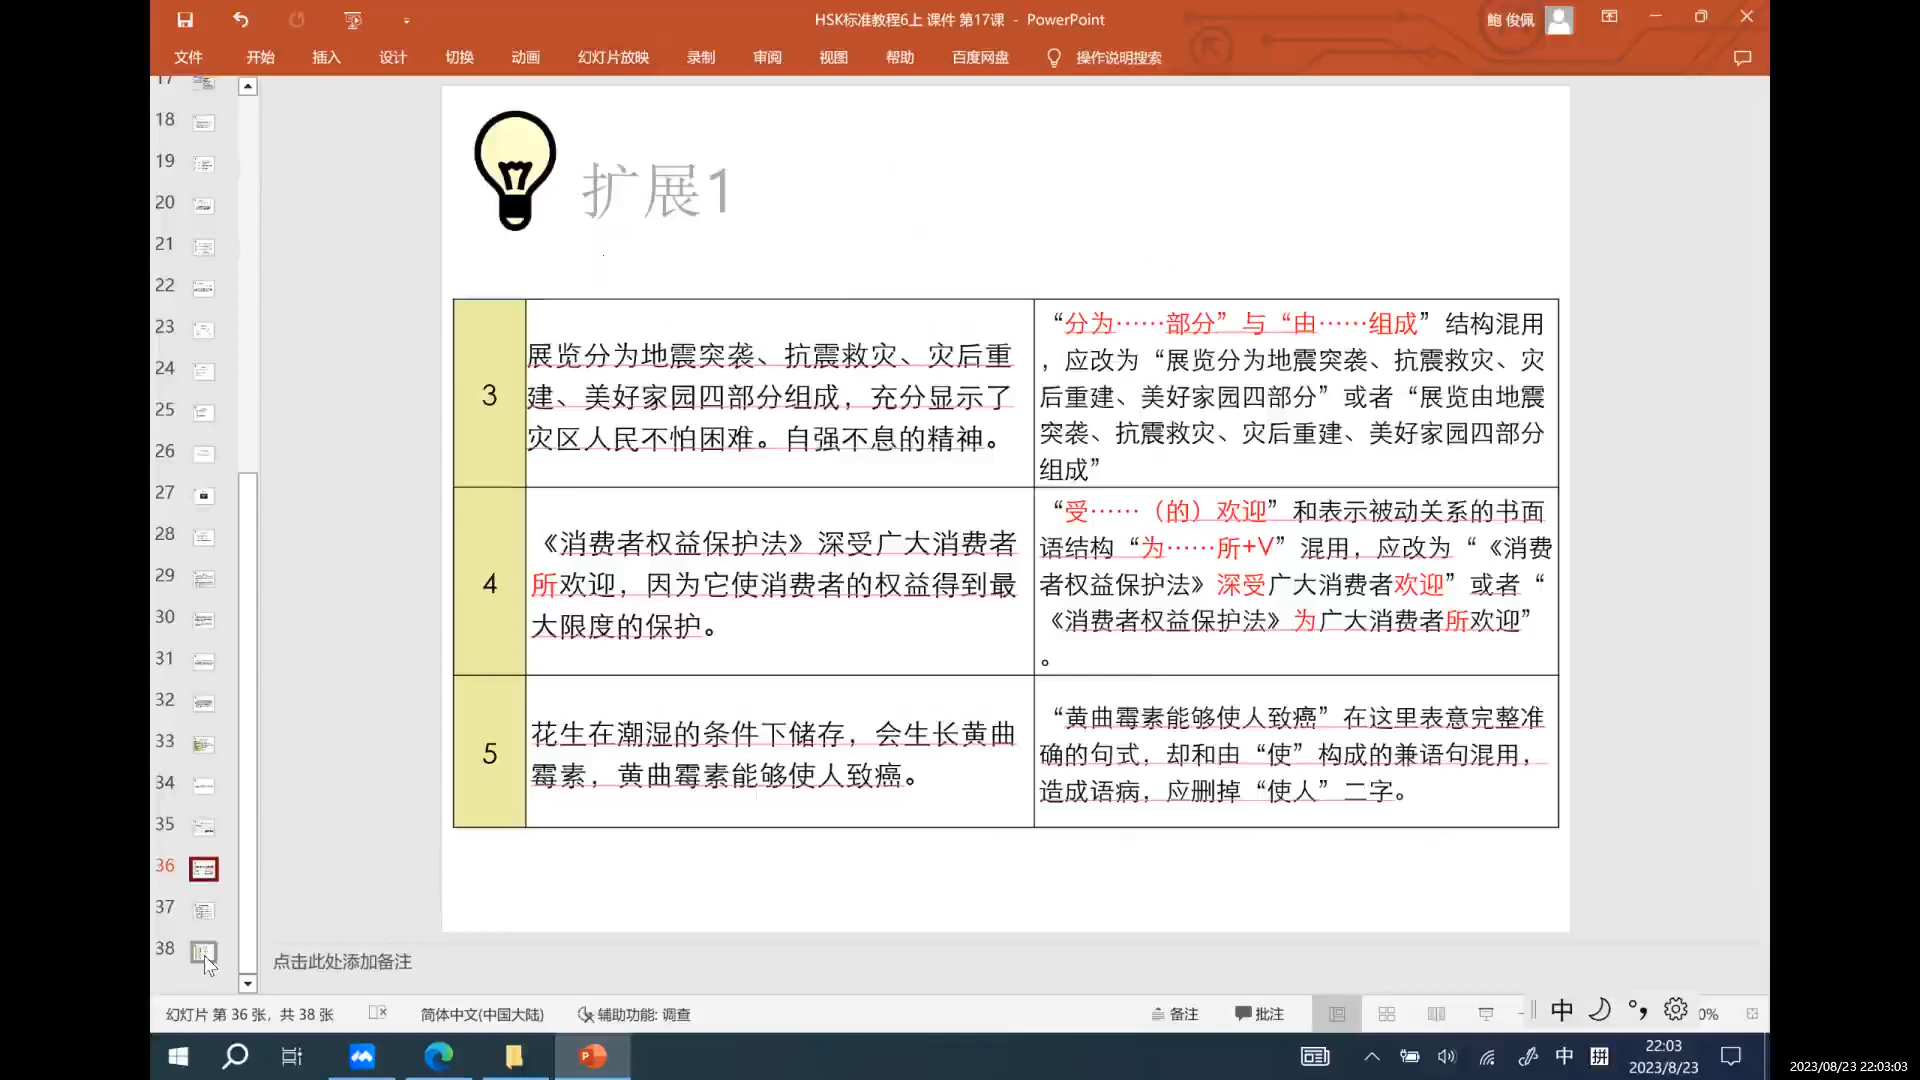 HSK标准教程6上 课件 第17课 - PowerPoint
鲍 俊佩
文件 开始 插入 设计 切换 动画 幻灯片放映 录制 审阅 视图 帮助 百度网盘 操作说明搜索
17
18
19
20
21
22
23
24
25
26
27
28
29
30
31
32
33
34
35
36
37
38
扩展1
3
展览分为地震突袭、抗震救灾、灾后重
建、美好家园四部分组成，充分显示了
灾区人民不怕困难。自强不息的精神。
“分为……部分”与“由……组成”结构混用
，应改为“展览分为地震突袭、抗震救灾、灾
后重建、美好家园四部分”或者“展览由地震
突袭、抗震救灾、灾后重建、美好家园四部分
组成”
4
《消费者权益保护法》深受广大消费者
所欢迎，因为它使消费者的权益得到最
大限度的保护。
“受……（的）欢迎”和表示被动关系的书面
语结构“为……所+V”混用，应改为“《消费
者权益保护法》深受广大消费者欢迎”或者“
《消费者权益保护法》为广大消费者所欢迎”
。
5
花生在潮湿的条件下储存，会生长黄曲
霉素，黄曲霉素能够使人致癌。
“黄曲霉素能够使人致癌”在这里表意完整准
确的句式，却和由“使”构成的兼语句混用，
造成语病，应删掉“使人”二字。
点击此处添加备注
幻灯片 第 36 张，共 38 张 简体中文(中国大陆) 辅助功能: 调查 备注 批注 中 0%
中 拼
22:03
2023/8/23
2023/08/23 22:03:03